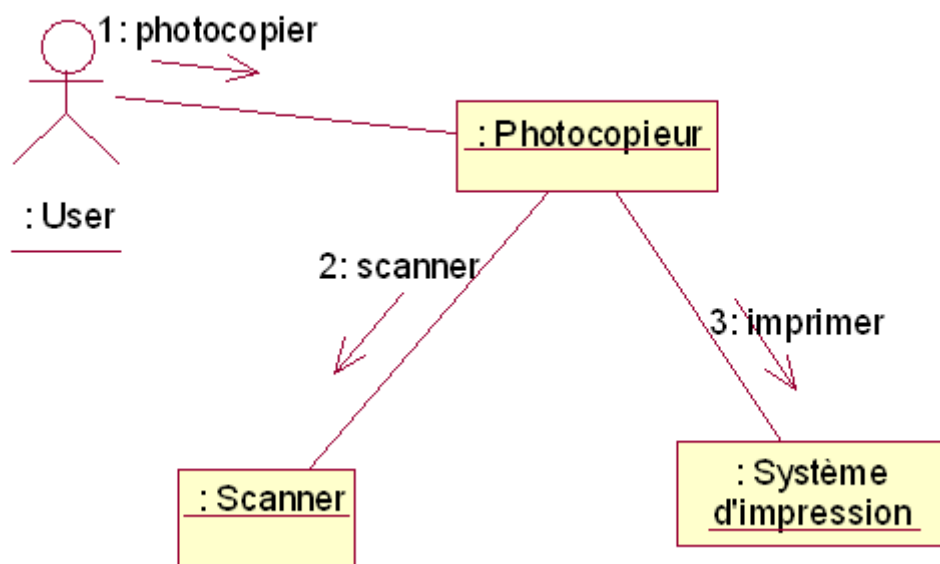 1: photocopier
: Photocopieur
: User
2: scanner
3: imprimer
: Scanner
: Système
d'impression